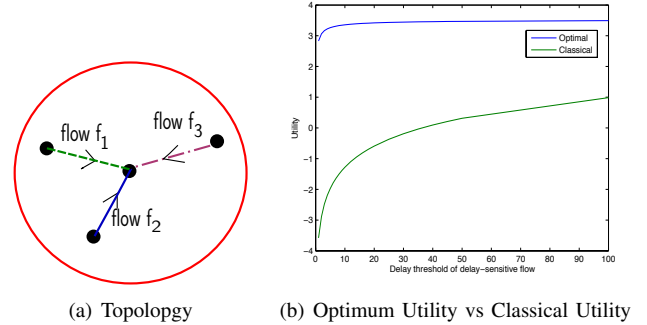 flow f1
flow f3
flow f2
(a) Topolopgy
4
3
2
1
0
-1
-2
-3
-4
Utility
Optimal
Classical
0 10 20 30 40 50 60 70 80 90 100
Delay threshold of delay-sensitive flow
(b) Optimum Utility vs Classical Utility